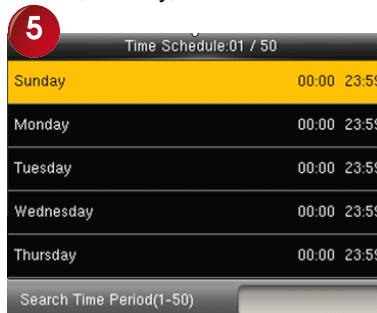 5
Time Schedule:01 / 50
Sunday 00:00
Monday 00:00
Tuesday 00:00
Wednesday 00:00
Thursday 00:00
Search Time Period(1-50)